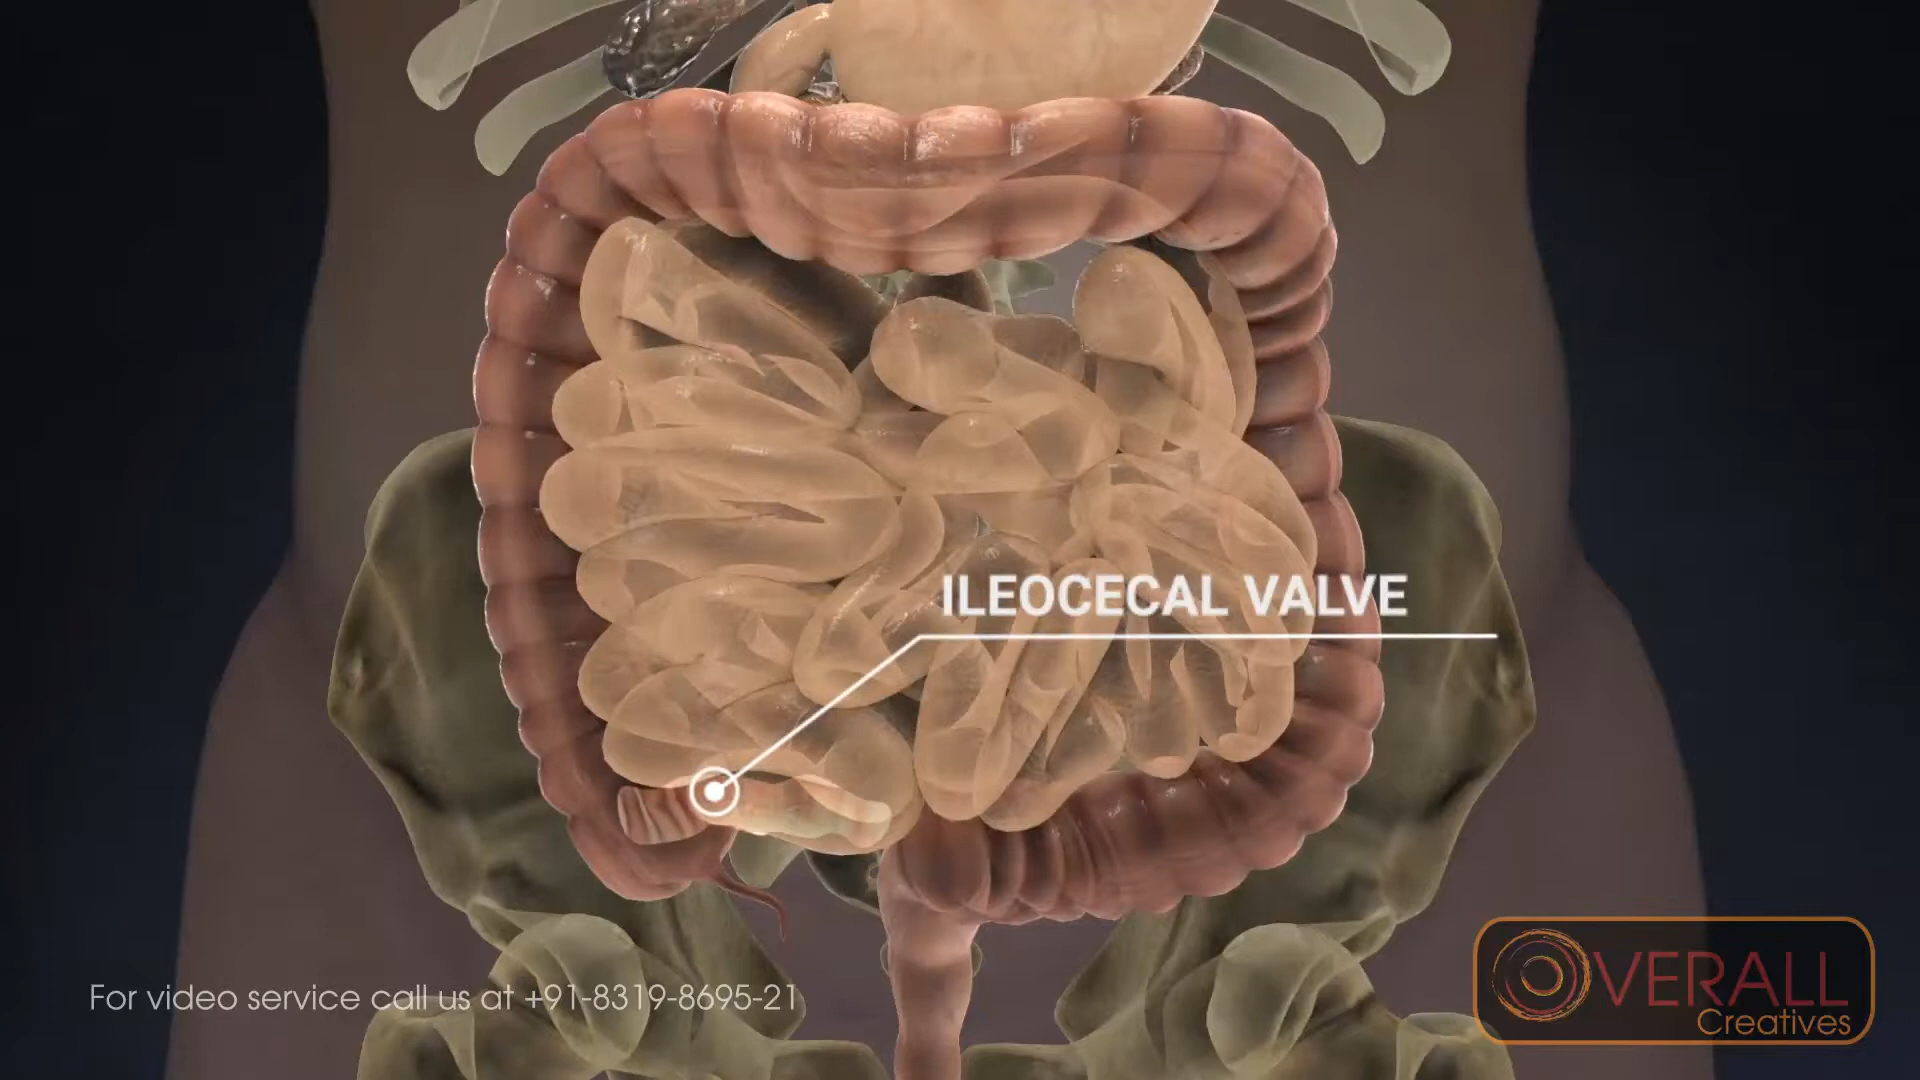 ILEOCECAL VALVE
For video service call us at +91-8319-8695-21
OVERALL
Creatives